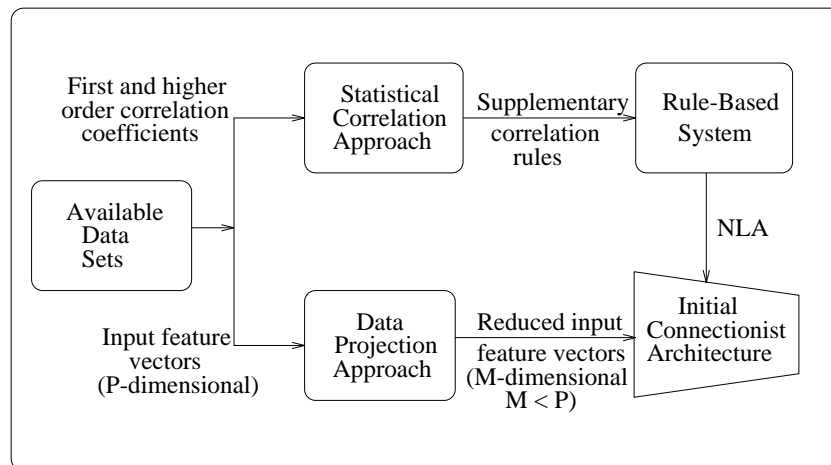 First and higher
order correlation
coefficients
Statistical
Correlation
Approach
Supplementary
correlation
rules
Rule-Based
System
Available
Data
Sets
NLA
Input feature
vectors
(P-dimensional)
Data
Projection
Approach
Reduced input
feature vectors
(M-dimensional
M < P)
Initial
Connectionist
Architecture